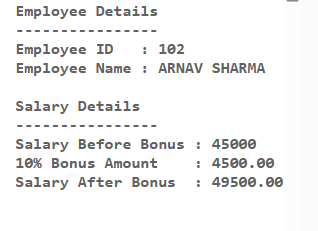 Employee Details
----------------
Employee ID   : 102
Employee Name : ARNAV SHARMA

Salary Details
----------------
Salary Before Bonus : 45000
10% Bonus Amount    : 4500.00
Salary After Bonus  : 49500.00